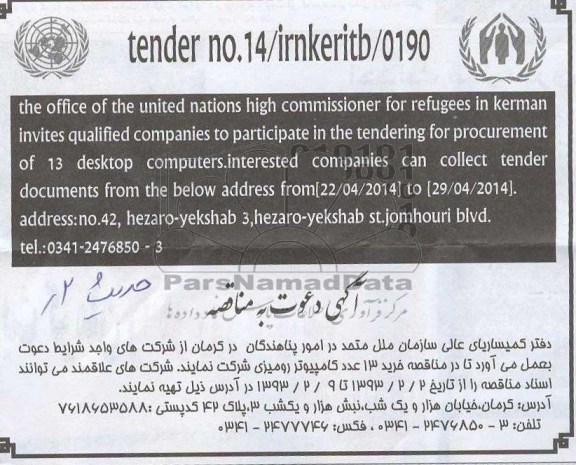 tender no.14/irnkeritb/0190
the office of the united nations high commissioner for refugees in kerman
invites qualified companies to participate in the tendering for procurement
of 13 desktop computers.interested companies can collect tender
documents from the below address from[22/04/2014] to [29/04/2014].
address:no.42, hezaro-yekshab 3,hezaro-yekshab st.jomhouri blvd.
tel.:0341-2476850 - 3
ParsNamadData
آگهی دعوت به مناقصه
دفتر کمیساریای عالی سازمان ملل متحد در امور پناهندگان در کرمان از شرکت های واجد شرایط دعوت
بعمل می آورد تا در مناقصه خرید ۱۳ عدد کامپیوتر رومیزی شرکت نمایند. شرکت های علاقمند می توانند
اسناد مناقصه را از تاریخ ۱۳۹۳/۲/۲ تا ۱۳۹۳/۲/۹ در آدرس ذیل تهیه نمایند.
آدرس: کرمان،خیابان هزار و یک شب،نبش هزار و یکشب ۳،پلاک ۴۲ کدپستی :۷۶۱۸۶۵۳۵۸۸
تلفن: ۳ - ۲۴۷۶۸۵۰ - ۰۳۴۱ ، فکس: ۲۴۷۷۷۴۶ - ۰۳۴۱